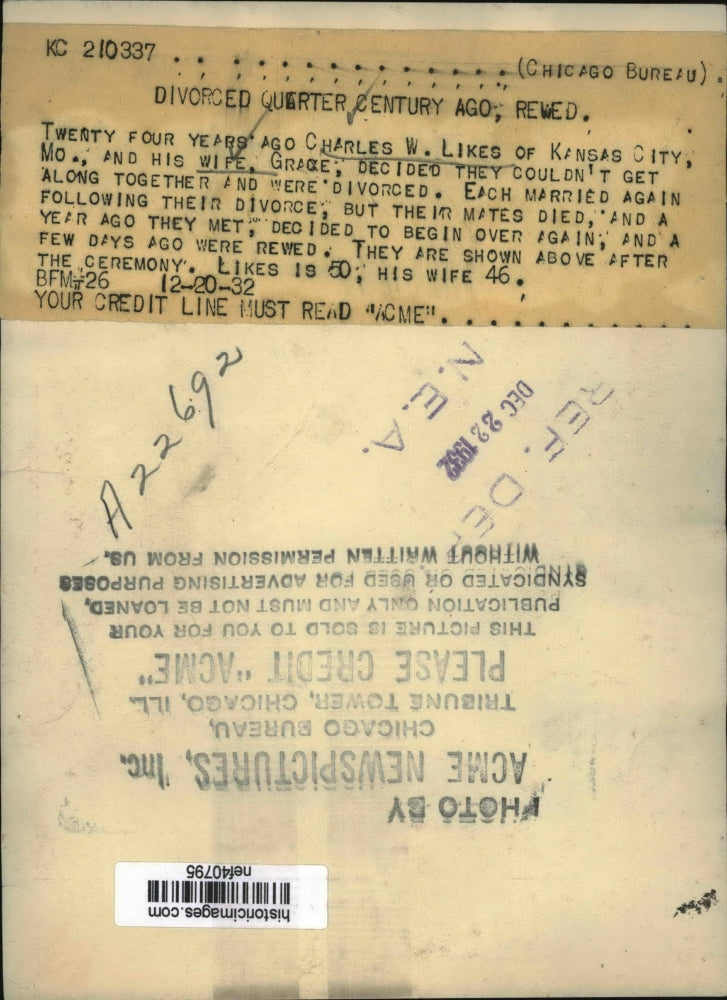 KC 210337 . . . . . . . . . . . . . (CHICAGO BUREAU).
DIVORCED QUARTER CENTURY AGO; REWED.
TWENTY FOUR YEARS AGO CHARLES W. LIKES OF KANSAS CITY,
MO., AND HIS WIFE, GRACE, DECIDED THEY COULDN'T GET
ALONG TOGETHER AND WERE DIVORCED. EACH MARRIED AGAIN
FOLLOWING THEIR DIVORCE, BUT THEIR MATES DIED, AND A
YEAR AGO THEY MET, DECIDED TO BEGIN OVER AGAIN, AND A
FEW DAYS AGO WERE REWED. THEY ARE SHOWN ABOVE AFTER
THE CEREMONY. LIKES IS 50; HIS WIFE 46.
BFM#26 12-20-32
YOUR CREDIT LINE MUST READ "ACME". . . . . . . . . .
A22692
REF. DE
DEC 22 1932
N.E.A.
PHOTO BY
ACME NEWSPICTURES, Inc.
CHICAGO BUREAU,
TRIBUNE TOWER, CHICAGO, ILL.
PLEASE CREDIT "ACME"
THIS PICTURE IS SOLD TO YOU FOR YOUR
PUBLICATION ONLY AND MUST NOT BE LOANED,
SYNDICATED OR USED FOR ADVERTISING PURPOSES
WITHOUT WRITTEN PERMISSION FROM US.
historicimages.com
nef40795